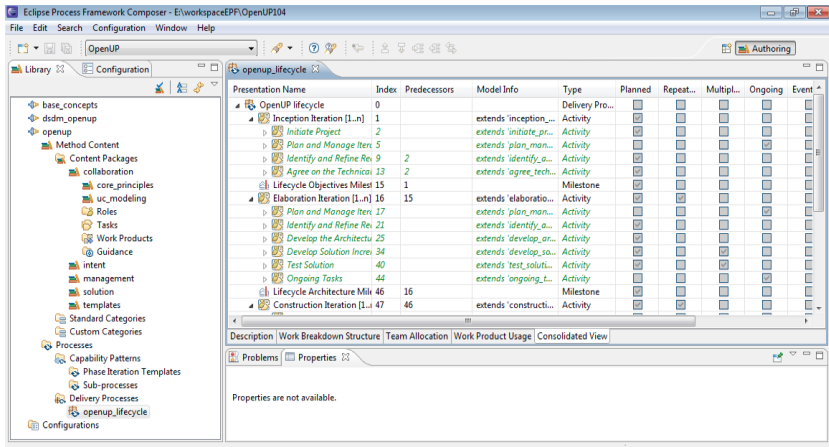 Eclipse Process Framework Composer - E:\workspaceEPF\OpenUP104
File Edit Search Configuration Window Help
OpenUP
Authoring
Library Configuration
base_concepts
dsdm_openup
openup
Method Content
Content Packages
collaboration
core_principles
uc_modeling
Roles
Tasks
Work Products
Guidance
intent
management
solution
templates
Standard Categories
Custom Categories
Processes
Capability Patterns
Phase Iteration Templates
Sub-processes
Delivery Processes
openup_lifecycle
Configurations
openup_lifecycle
Presentation Name Index Predecessors Model Info Type Planned Repeat... Multipl... Ongoing Event
OpenUP lifecycle 0 Delivery Pro...
Inception Iteration [1..n] 1 extends 'inception_... Activity
Initiate Project 2 extends 'initiate_pr... Activity
Plan and Manage Itera 5 extends 'plan_man... Activity
Identify and Refine Re 9 2 extends 'identify_a... Activity
Agree on the Technical 13 2 extends 'agree_tech... Activity
Lifecycle Objectives Milest 15 1 Milestone
Elaboration Iteration [1..n] 16 15 extends 'elaboratio... Activity
Plan and Manage Itera 17 extends 'plan_man... Activity
Identify and Refine Re 21 extends 'identify_a... Activity
Develop the Architectu 25 extends 'develop_ar... Activity
Develop Solution Increi 34 extends 'develop_so... Activity
Test Solution 40 extends 'test_soluti... Activity
Ongoing Tasks 44 extends 'ongoing_t... Activity
Lifecycle Architecture Mile 46 16 Milestone
Construction Iteration [1..i 47 46 extends 'constructi... Activity
Description Work Breakdown Structure Team Allocation Work Product Usage Consolidated View
Problems Properties
Properties are not available.